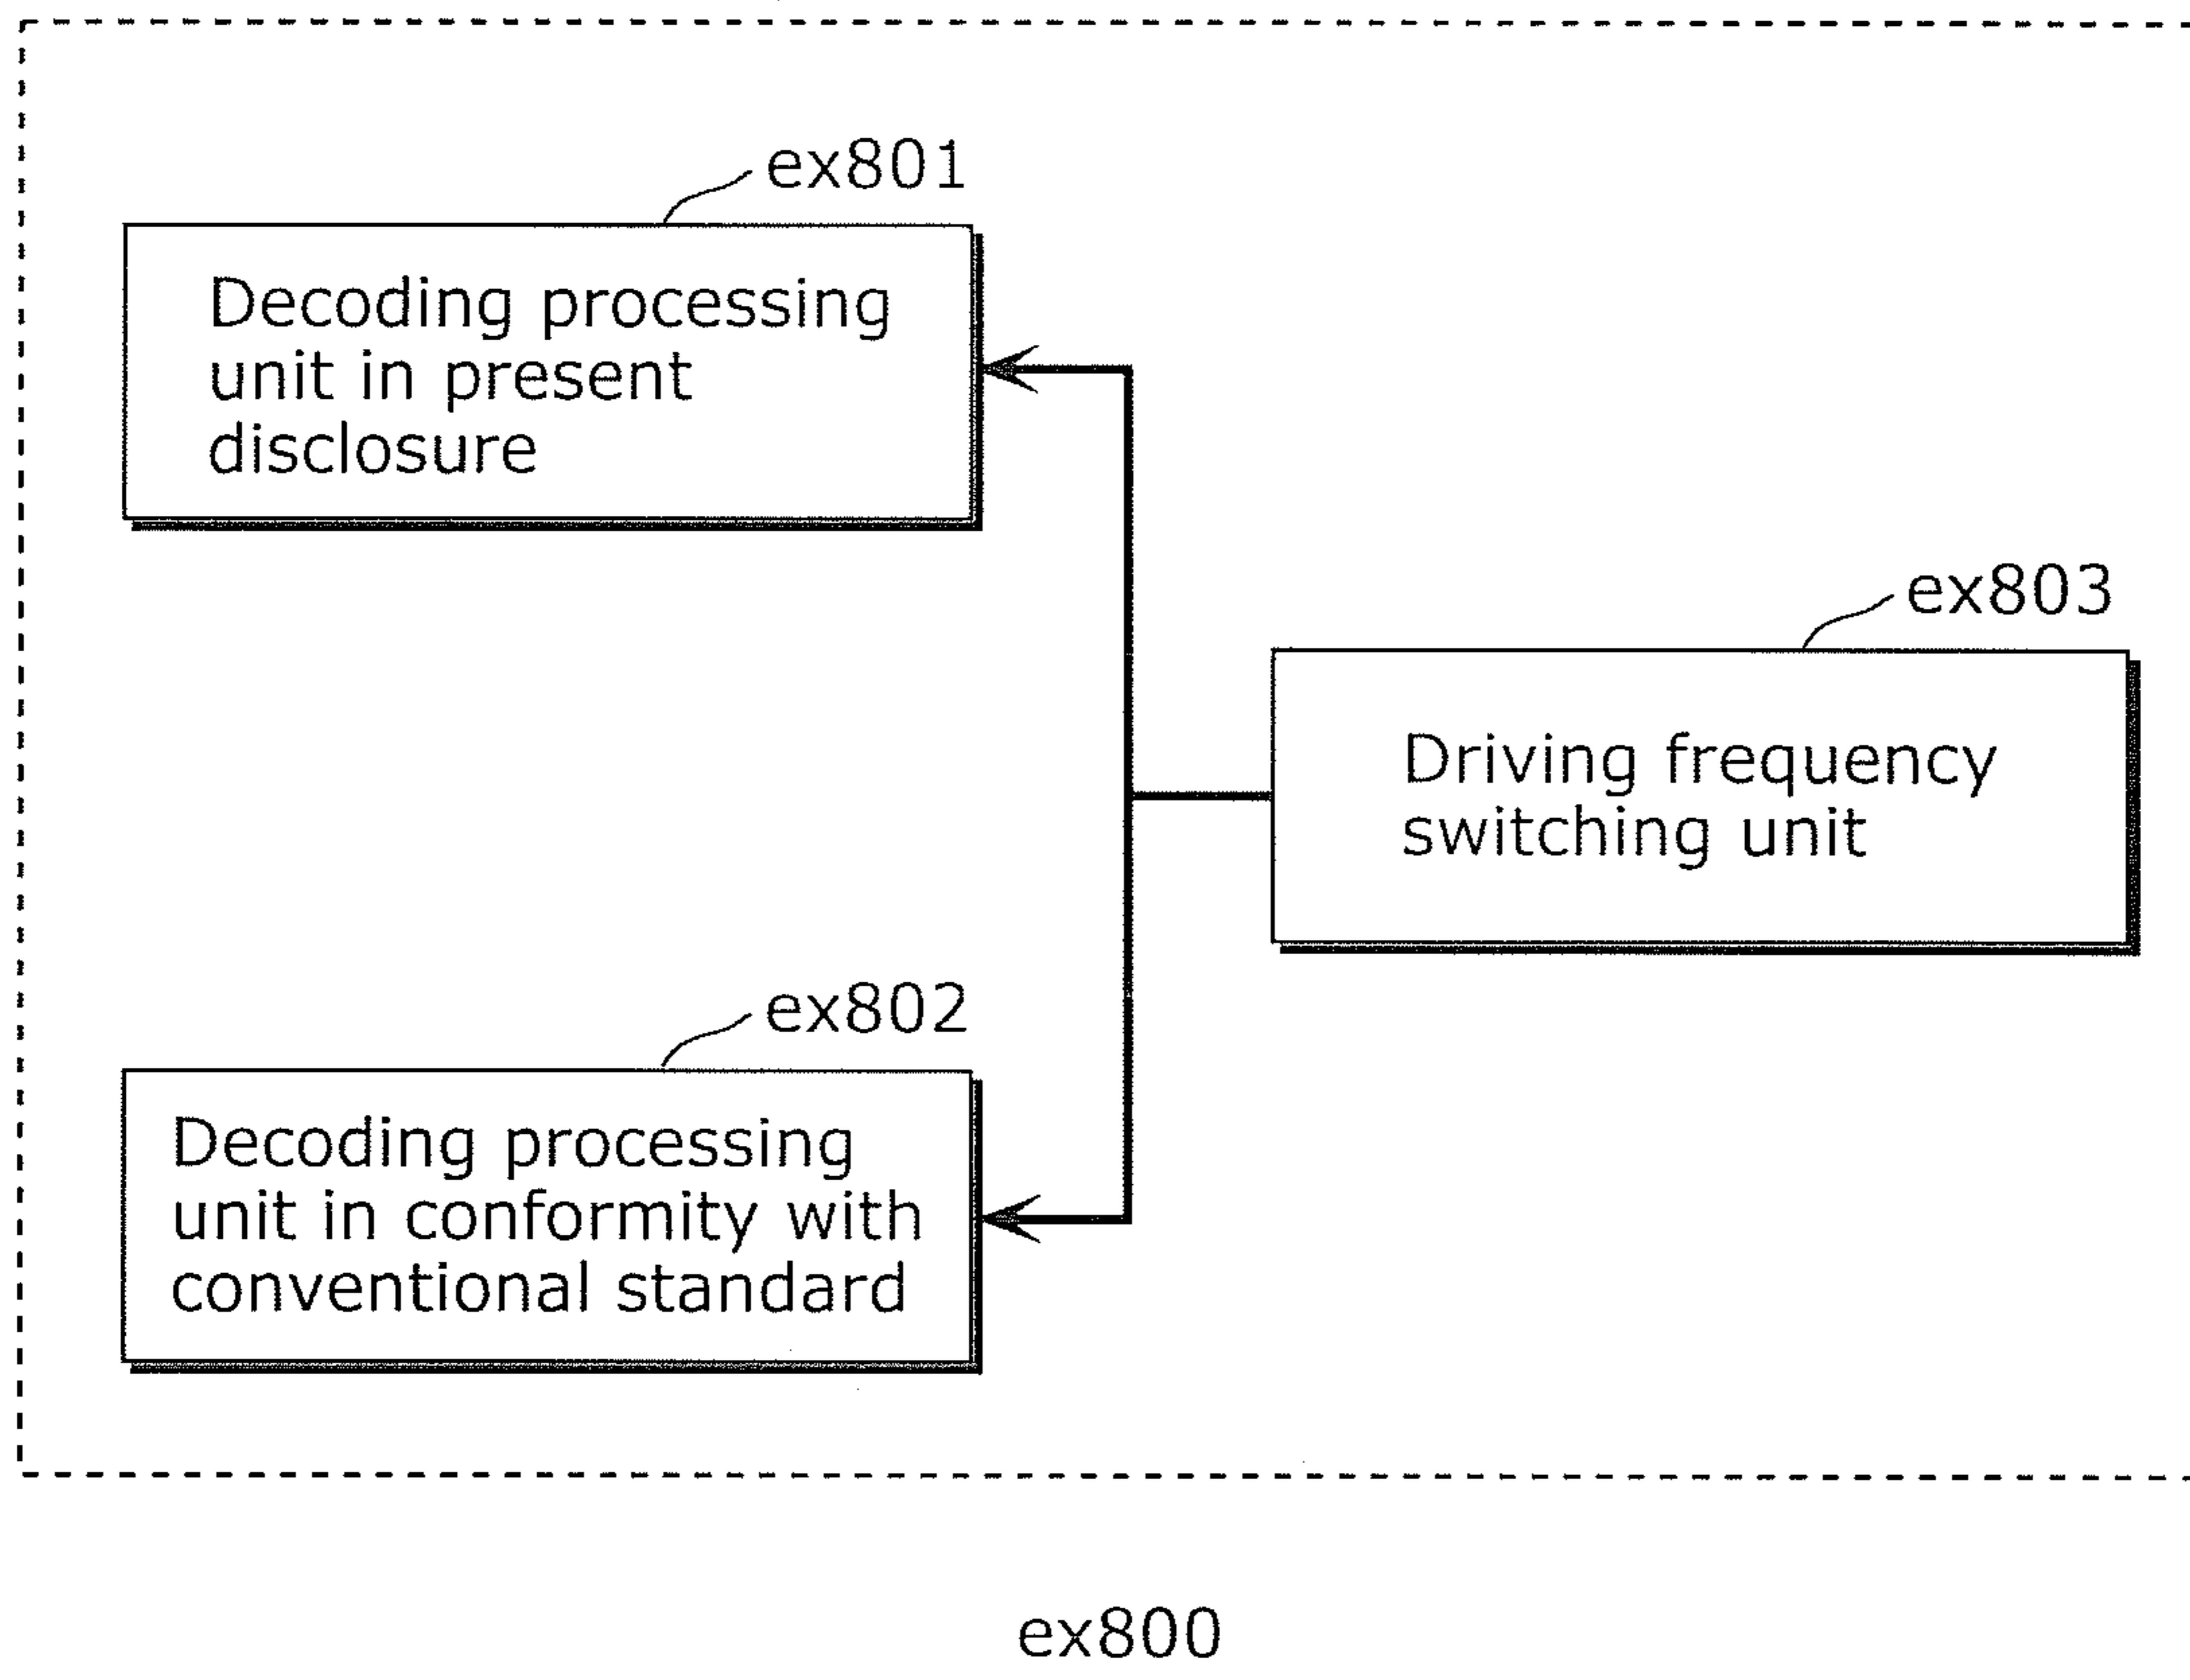 ex801
Decoding processing
unit in present
disclosure
ex803
Driving frequency
switching unit
ex802
Decoding processing
unit in conformity with
conventional standard
ex800